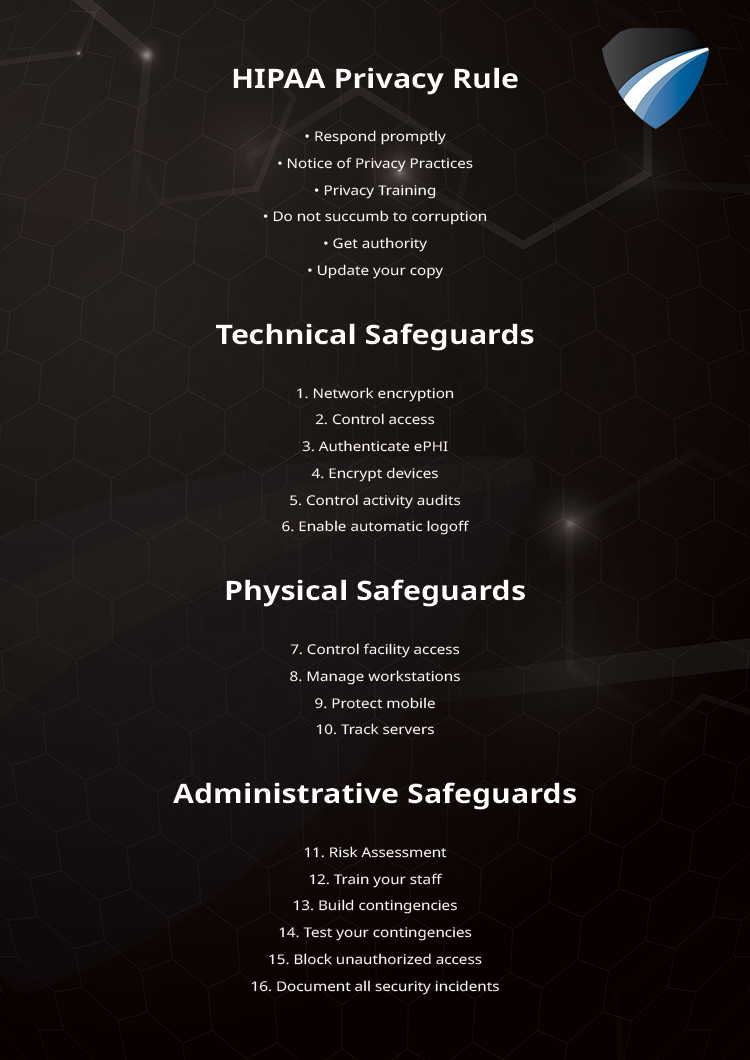 HIPAA Privacy Rule
• Respond promptly
• Notice of Privacy Practices
• Privacy Training
• Do not succumb to corruption
• Get authority
• Update your copy
Technical Safeguards
1. Network encryption
2. Control access
3. Authenticate ePHI
4. Encrypt devices
5. Control activity audits
6. Enable automatic logoff
Physical Safeguards
7. Control facility access
8. Manage workstations
9. Protect mobile
10. Track servers
Administrative Safeguards
11. Risk Assessment
12. Train your staff
13. Build contingencies
14. Test your contingencies
15. Block unauthorized access
16. Document all security incidents